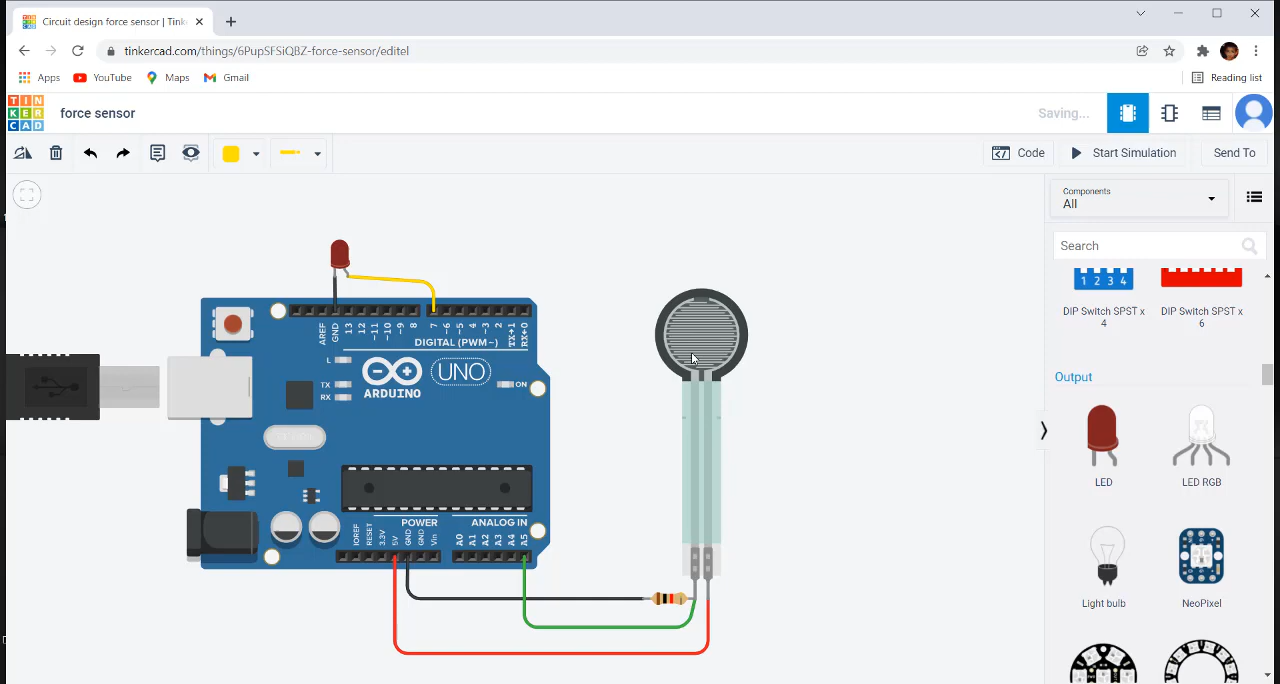 Circuit design force sensor | Tink
tinkercad.com/things/6PupSFSiQBZ-force-sensor/editel
Apps YouTube Maps Gmail Reading list
TIN
KER
CAD
force sensor
Saving...
Code
Start Simulation
Send To
Components
All
Search
1 2 3 4
DIP Switch SPST x
4
DIP Switch SPST x
6
Output
LED
LED RGB
Light bulb
NeoPixel
AREF
GND
13
12
~11
~10
~9
8
7
~6
~5
4
~3
2
TX→1
RX←0
DIGITAL (PWM~)
L
TX
RX
ARDUINO
UNO
ON
POWER
ANALOG IN
IOREF
RESET
3.3V
5V
GND
GND
Vin
A0
A1
A2
A3
A4
A5